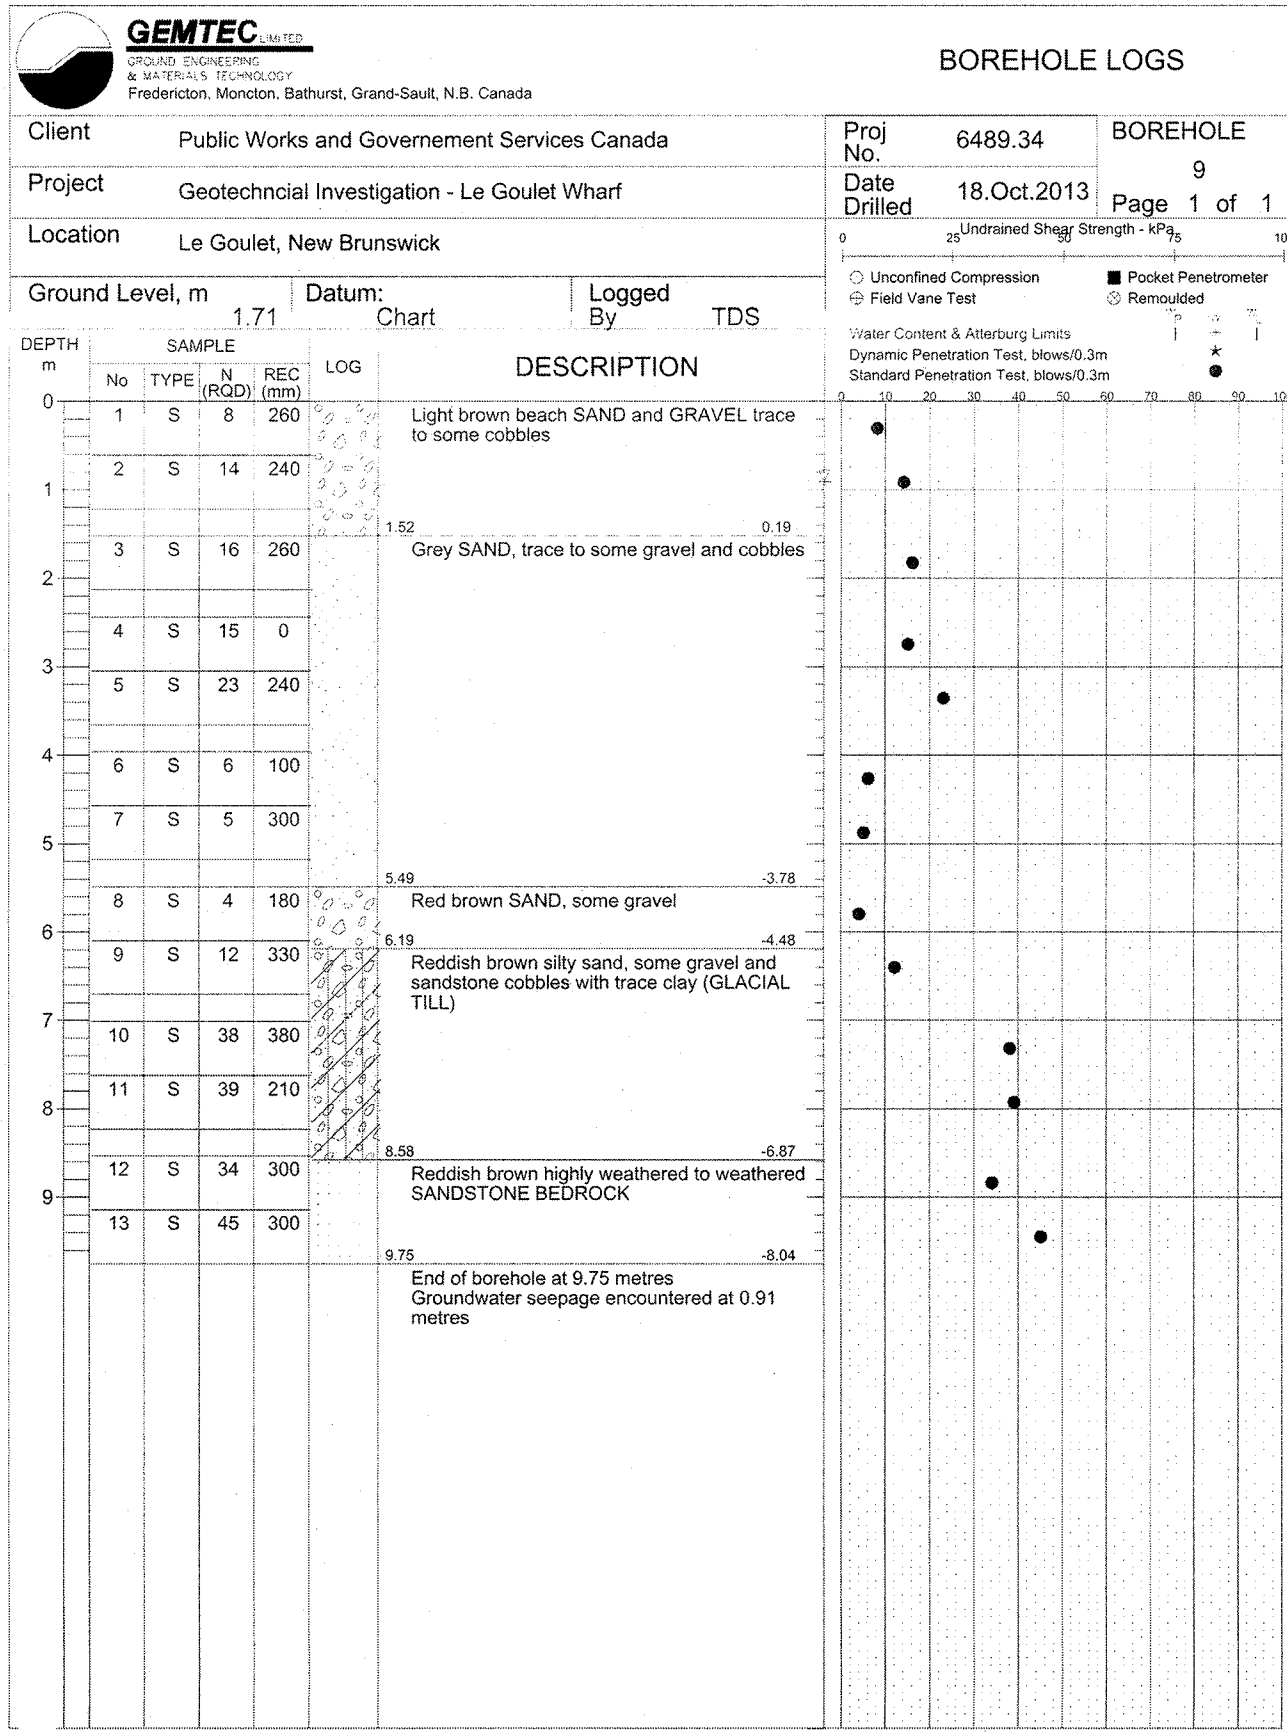 GEMTEC LIMITED
GROUND ENGINEERING
& MATERIALS TECHNOLOGY
Fredericton, Moncton, Bathurst, Grand-Sault, N.B. Canada
BOREHOLE LOGS
Client Public Works and Governement Services Canada
Proj No. 6489.34
BOREHOLE
9
Project Geotechncial Investigation - Le Goulet Wharf
Date Drilled 18.Oct.2013
Page 1 of 1
Location Le Goulet, New Brunswick
Undrained Shear Strength - kPa
0 25 50 75
Unconfined Compression Pocket Penetrometer
Field Vane Test Remoulded
Ground Level, m 1.71
Datum: Chart
Logged By TDS
Water Content & Atterburg Limits
Dynamic Penetration Test, blows/0.3m
Standard Penetration Test, blows/0.3m
0 10 20 30 40 50 60 70 80 90 10
DEPTH m
SAMPLE
No TYPE N (RQD) REC (mm)
LOG
DESCRIPTION
0
1 S 8 260 Light brown beach SAND and GRAVEL trace
to some cobbles
2 S 14 240
1
1.52 0.19
3 S 16 260 Grey SAND, trace to some gravel and cobbles
2
4 S 15 0
3
5 S 23 240
4
6 S 6 100
7 S 5 300
5
5.49 -3.78
8 S 4 180 Red brown SAND, some gravel
6
6.19 -4.48
9 S 12 330 Reddish brown silty sand, some gravel and
sandstone cobbles with trace clay (GLACIAL
TILL)
7
10 S 38 380
11 S 39 210
8
8.58 -6.87
12 S 34 300 Reddish brown highly weathered to weathered
SANDSTONE BEDROCK
9
13 S 45 300
9.75 -8.04
End of borehole at 9.75 metres
Groundwater seepage encountered at 0.91
metres